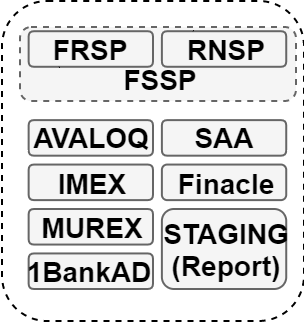 FRSP RNSP
FSSP
AVALOQ SAA
IMEX Finacle
MUREX STAGING
(Report)
1BankAD